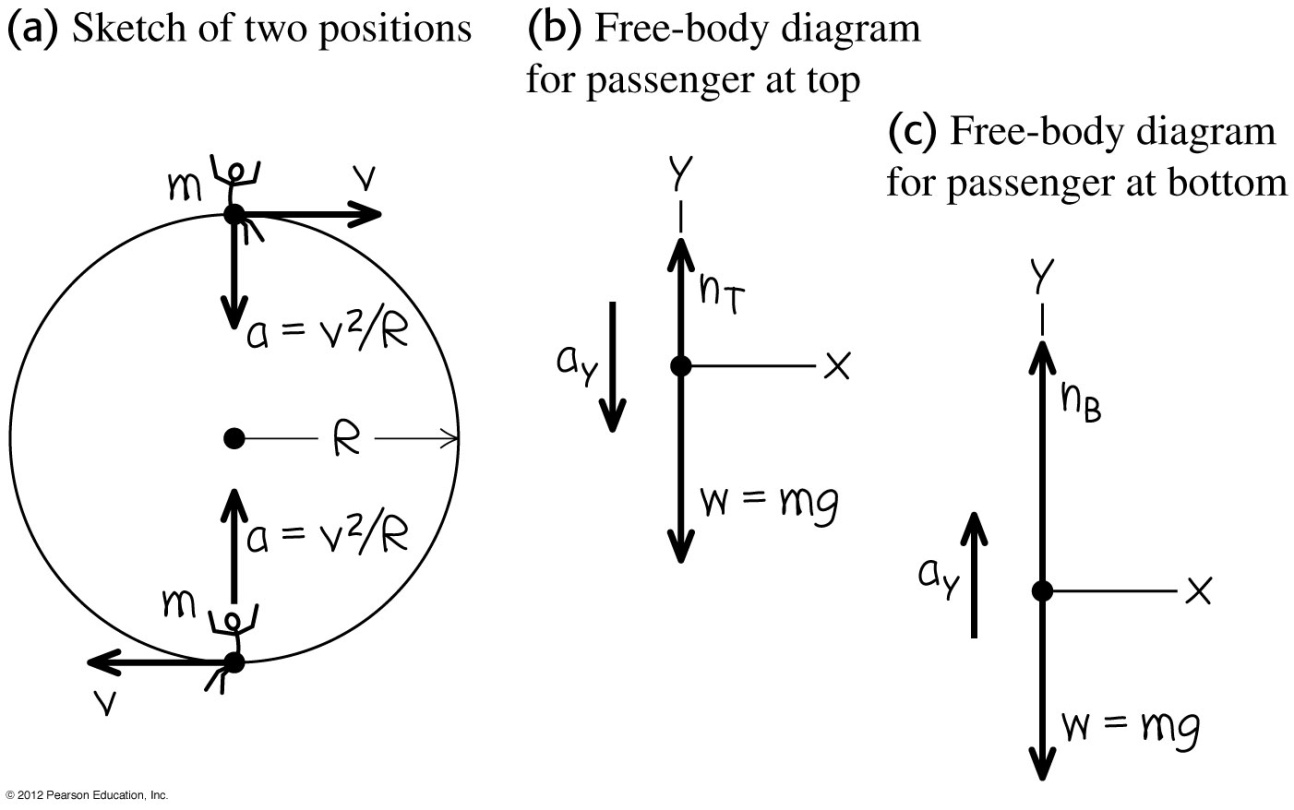 (a) Sketch of two positions
m
v
a = v²/R
R
a = v²/R
m
v
(b) Free-body diagram
for passenger at top
y
n_T
a_y
x
w = mg
(c) Free-body diagram
for passenger at bottom
y
n_B
a_y
x
w = mg
© 2012 Pearson Education, Inc.